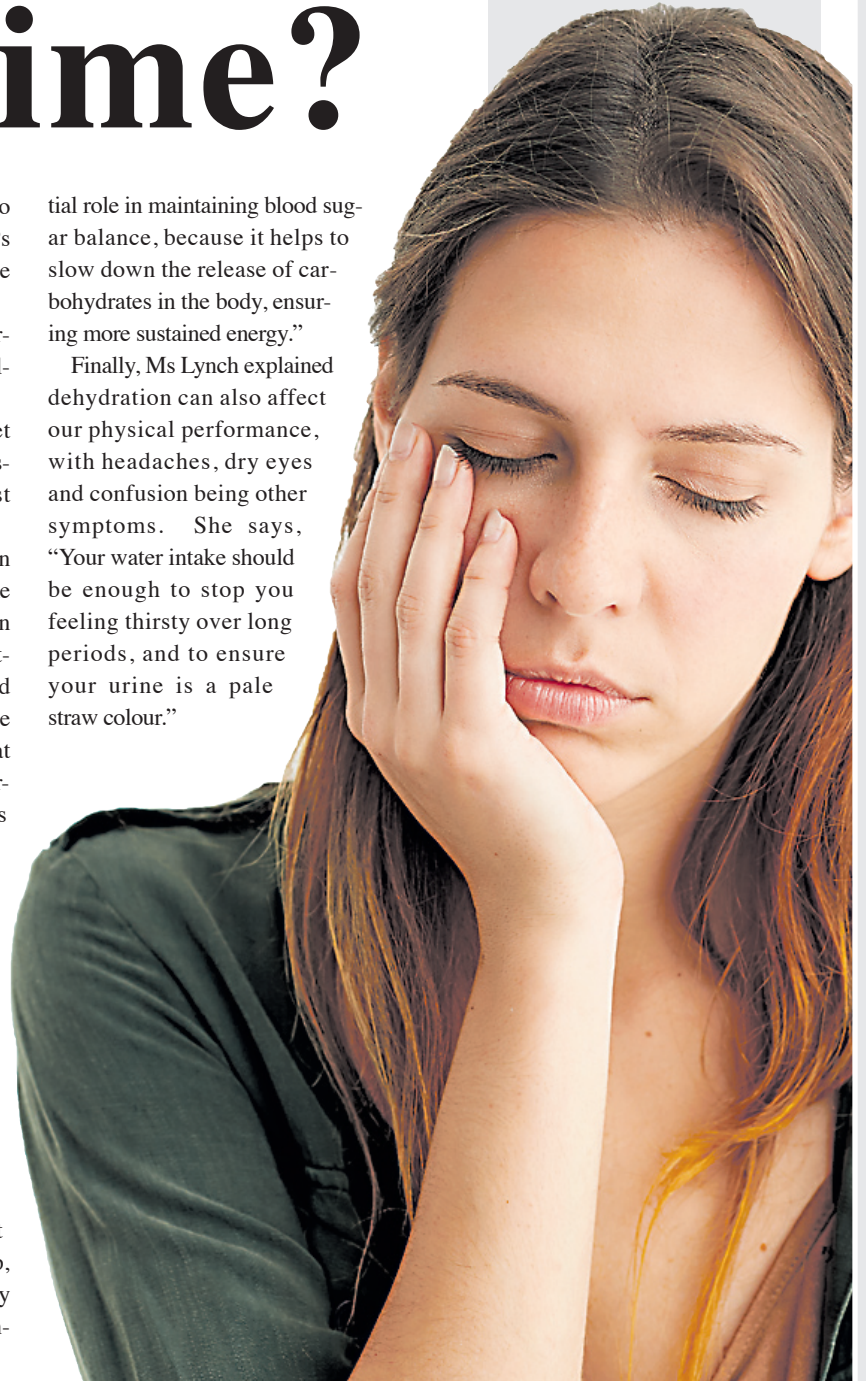 ime?
o
s
e
r-
l-
et
s-
st
n
e
n
t-
d
e
at
r-
s
t
o,
y
n-
tial role in maintaining blood sug-
ar balance, because it helps to
slow down the release of car-
bohydrates in the body, ensur-
ing more sustained energy.”
Finally, Ms Lynch explained
dehydration can also affect
our physical performance,
with headaches, dry eyes
and confusion being other
symptoms. She says,
“Your water intake should
be enough to stop you
feeling thirsty over long
periods, and to ensure
your urine is a pale
straw colour.”